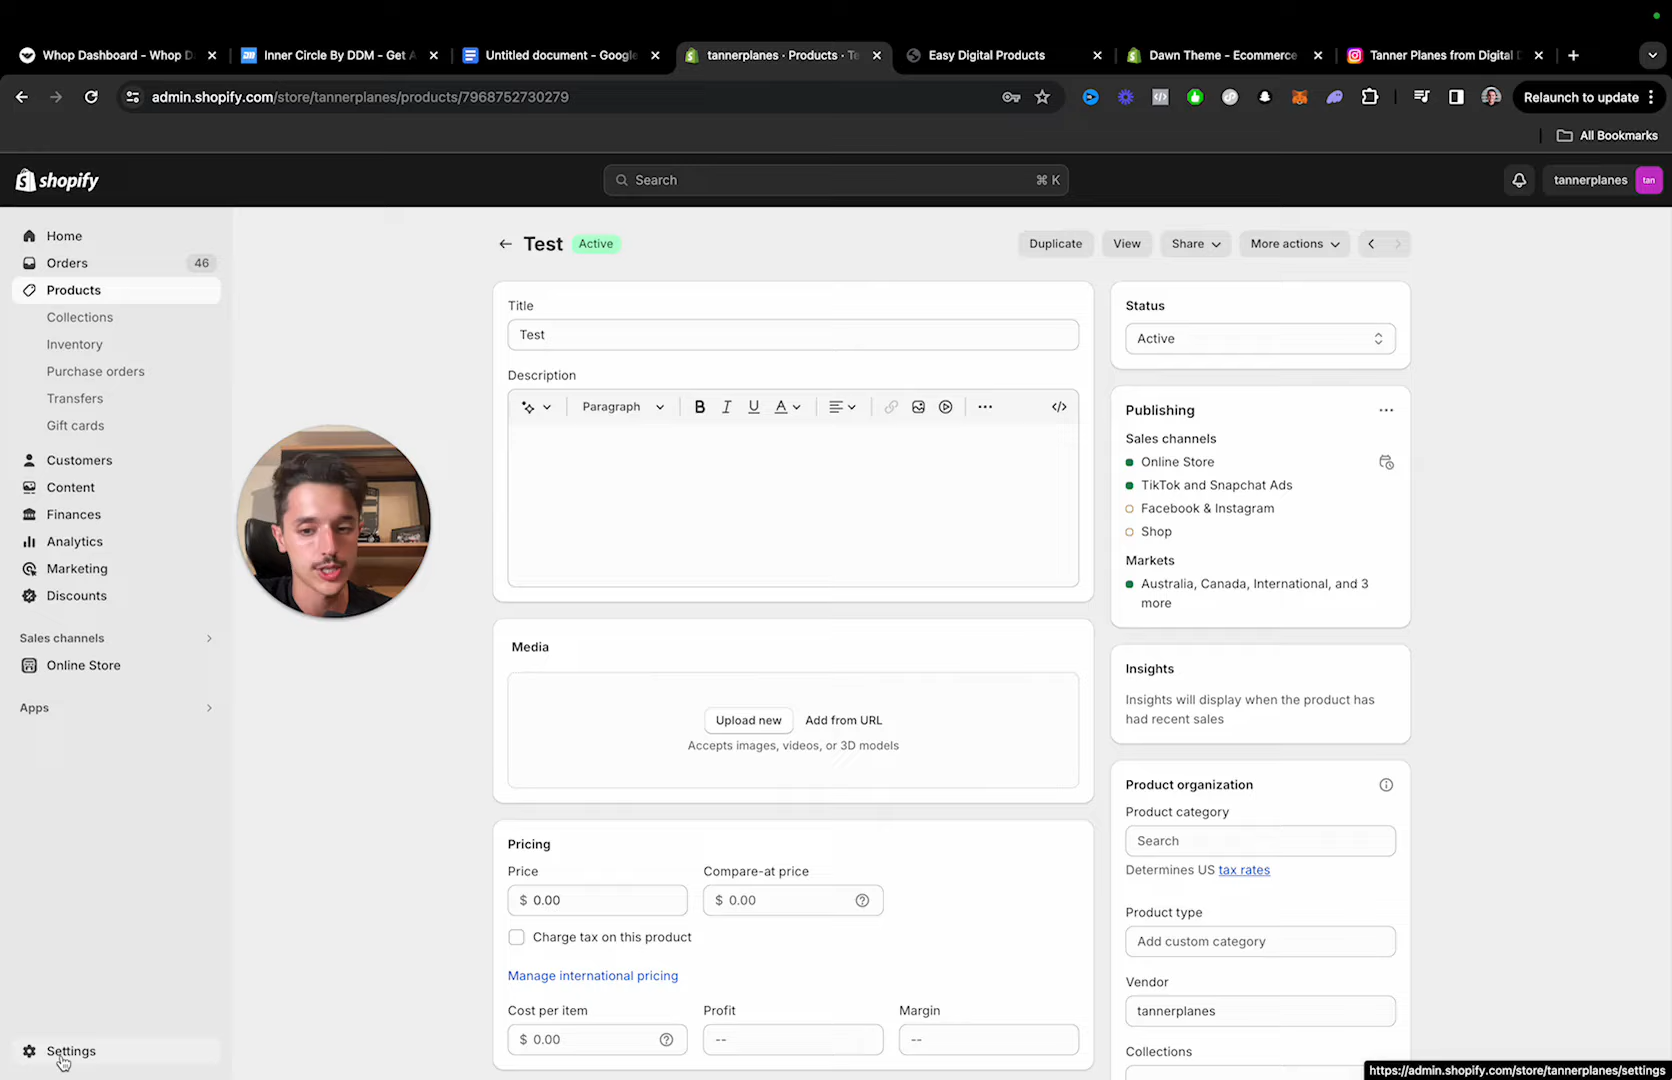 Whop Dashboard - Whop D
Inner Circle By DDM - Get A
Untitled document - Google
tannerplanes · Products · Te
Easy Digital Products
Dawn Theme - Ecommerce
Tanner Planes from Digital D
admin.shopify.com/store/tannerplanes/products/7968752730279
Relaunch to update
All Bookmarks
shopify
Search
⌘ K
tannerplanes
tan
Home
Orders
46
Products
Collections
Inventory
Purchase orders
Transfers
Gift cards
Customers
Content
Finances
Analytics
Marketing
Discounts
Sales channels
Online Store
Apps
Settings
Test
Active
Duplicate
View
Share
More actions
Title
Test
Description
Paragraph
B
I
U
A
Media
Upload new
Add from URL
Accepts images, videos, or 3D models
Pricing
Price
Compare-at price
$ 0.00
$ 0.00
Charge tax on this product
Manage international pricing
Cost per item
Profit
Margin
$ 0.00
--
--
Status
Active
Publishing
Sales channels
Online Store
TikTok and Snapchat Ads
Facebook & Instagram
Shop
Markets
Australia, Canada, International, and 3
more
Insights
Insights will display when the product has
had recent sales
Product organization
Product category
Search
Determines US tax rates
Product type
Add custom category
Vendor
tannerplanes
Collections
https://admin.shopify.com/store/tannerplanes/settings